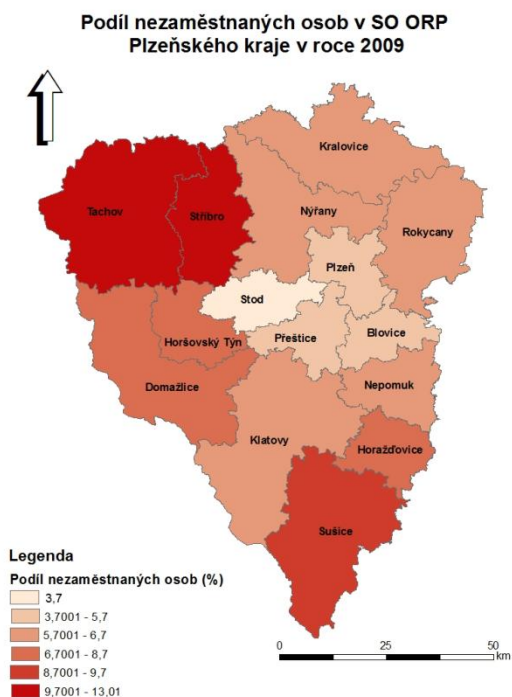 Podíl nezaměstnaných osob v SO ORP
Plzeňského kraje v roce 2009
Kralovice
Tachov
Stříbro
Nýřany
Rokycany
Plzeň
Stod
Blovice
Přeštice
Horšovský Týn
Domažlice
Nepomuk
Klatovy
Horažďovice
Sušice
Legenda
Podíl nezaměstnaných osob (%)
3,7
3,7001 - 5,7
5,7001 - 6,7
6,7001 - 8,7
8,7001 - 9,7
9,7001 - 13,01
0 25 50
km